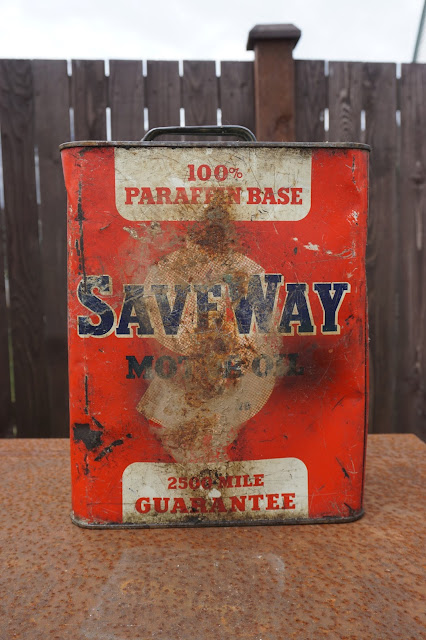 100%
PARAFFIN BASE
SAVEWAY
MOTOR OIL
2500 MILE
GUARANTEE